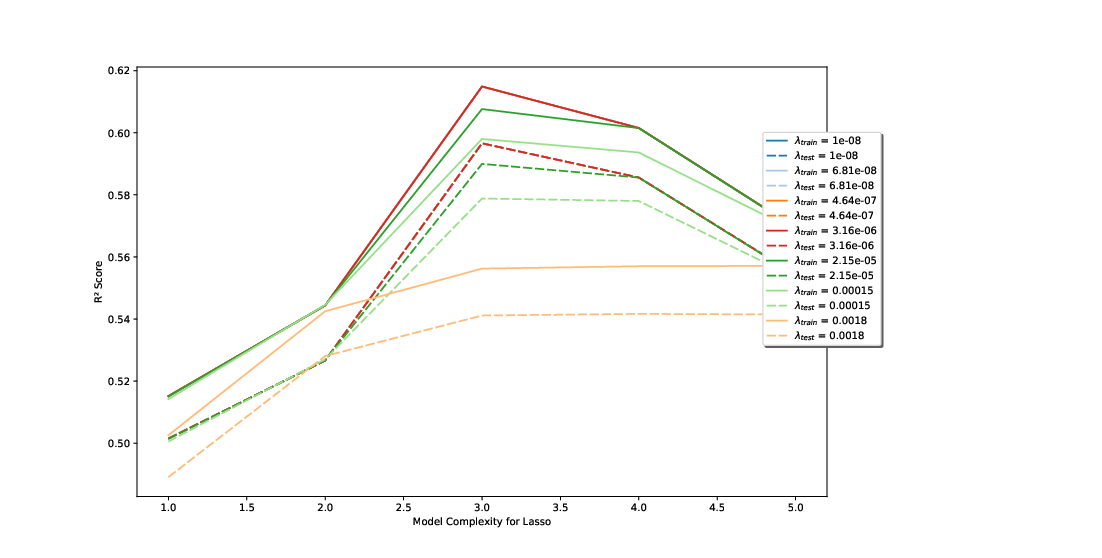 0.62
0.60
0.58
0.56
0.54
0.52
0.50
R² Score
1.0 1.5 2.0 2.5 3.0 3.5 4.0 4.5 5.0
Model Complexity for Lasso
λtrain = 1e-08
λtest = 1e-08
λtrain = 6.81e-08
λtest = 6.81e-08
λtrain = 4.64e-07
λtest = 4.64e-07
λtrain = 3.16e-06
λtest = 3.16e-06
λtrain = 2.15e-05
λtest = 2.15e-05
λtrain = 0.00015
λtest = 0.00015
λtrain = 0.0018
λtest = 0.0018